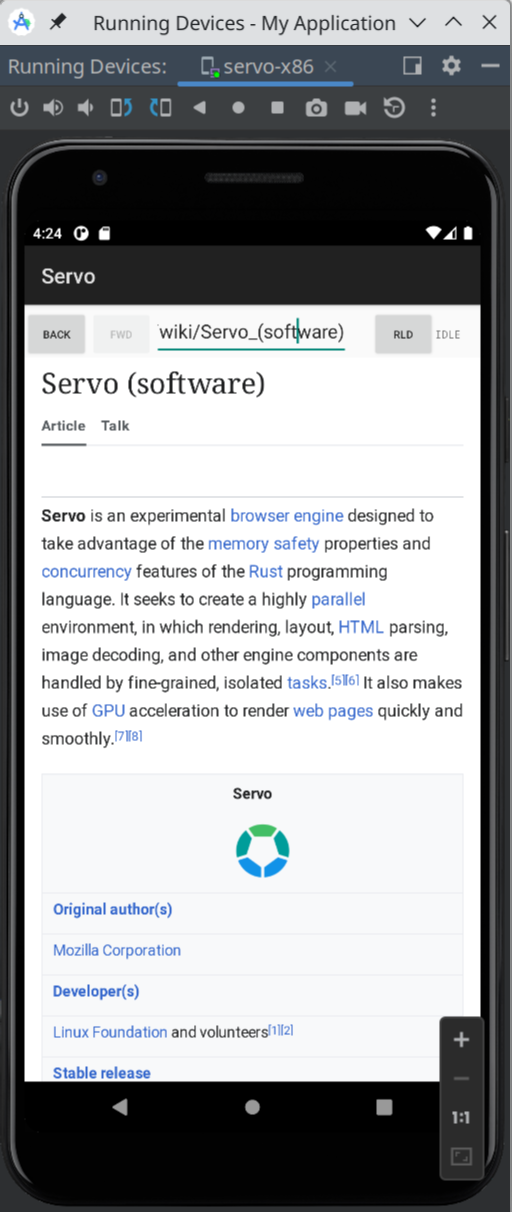 Running Devices - My Application
Running Devices: servo-x86
4:24
Servo
BACK FWD wiki/Servo_(software) RLD IDLE
Servo (software)
Article Talk
Servo is an experimental browser engine designed to
take advantage of the memory safety properties and
concurrency features of the Rust programming
language. It seeks to create a highly parallel
environment, in which rendering, layout, HTML parsing,
image decoding, and other engine components are
handled by fine-grained, isolated tasks.[5][6] It also makes
use of GPU acceleration to render web pages quickly and
smoothly.[7][8]
Servo
Original author(s)
Mozilla Corporation
Developer(s)
Linux Foundation and volunteers[1][2]
Stable release
1:1